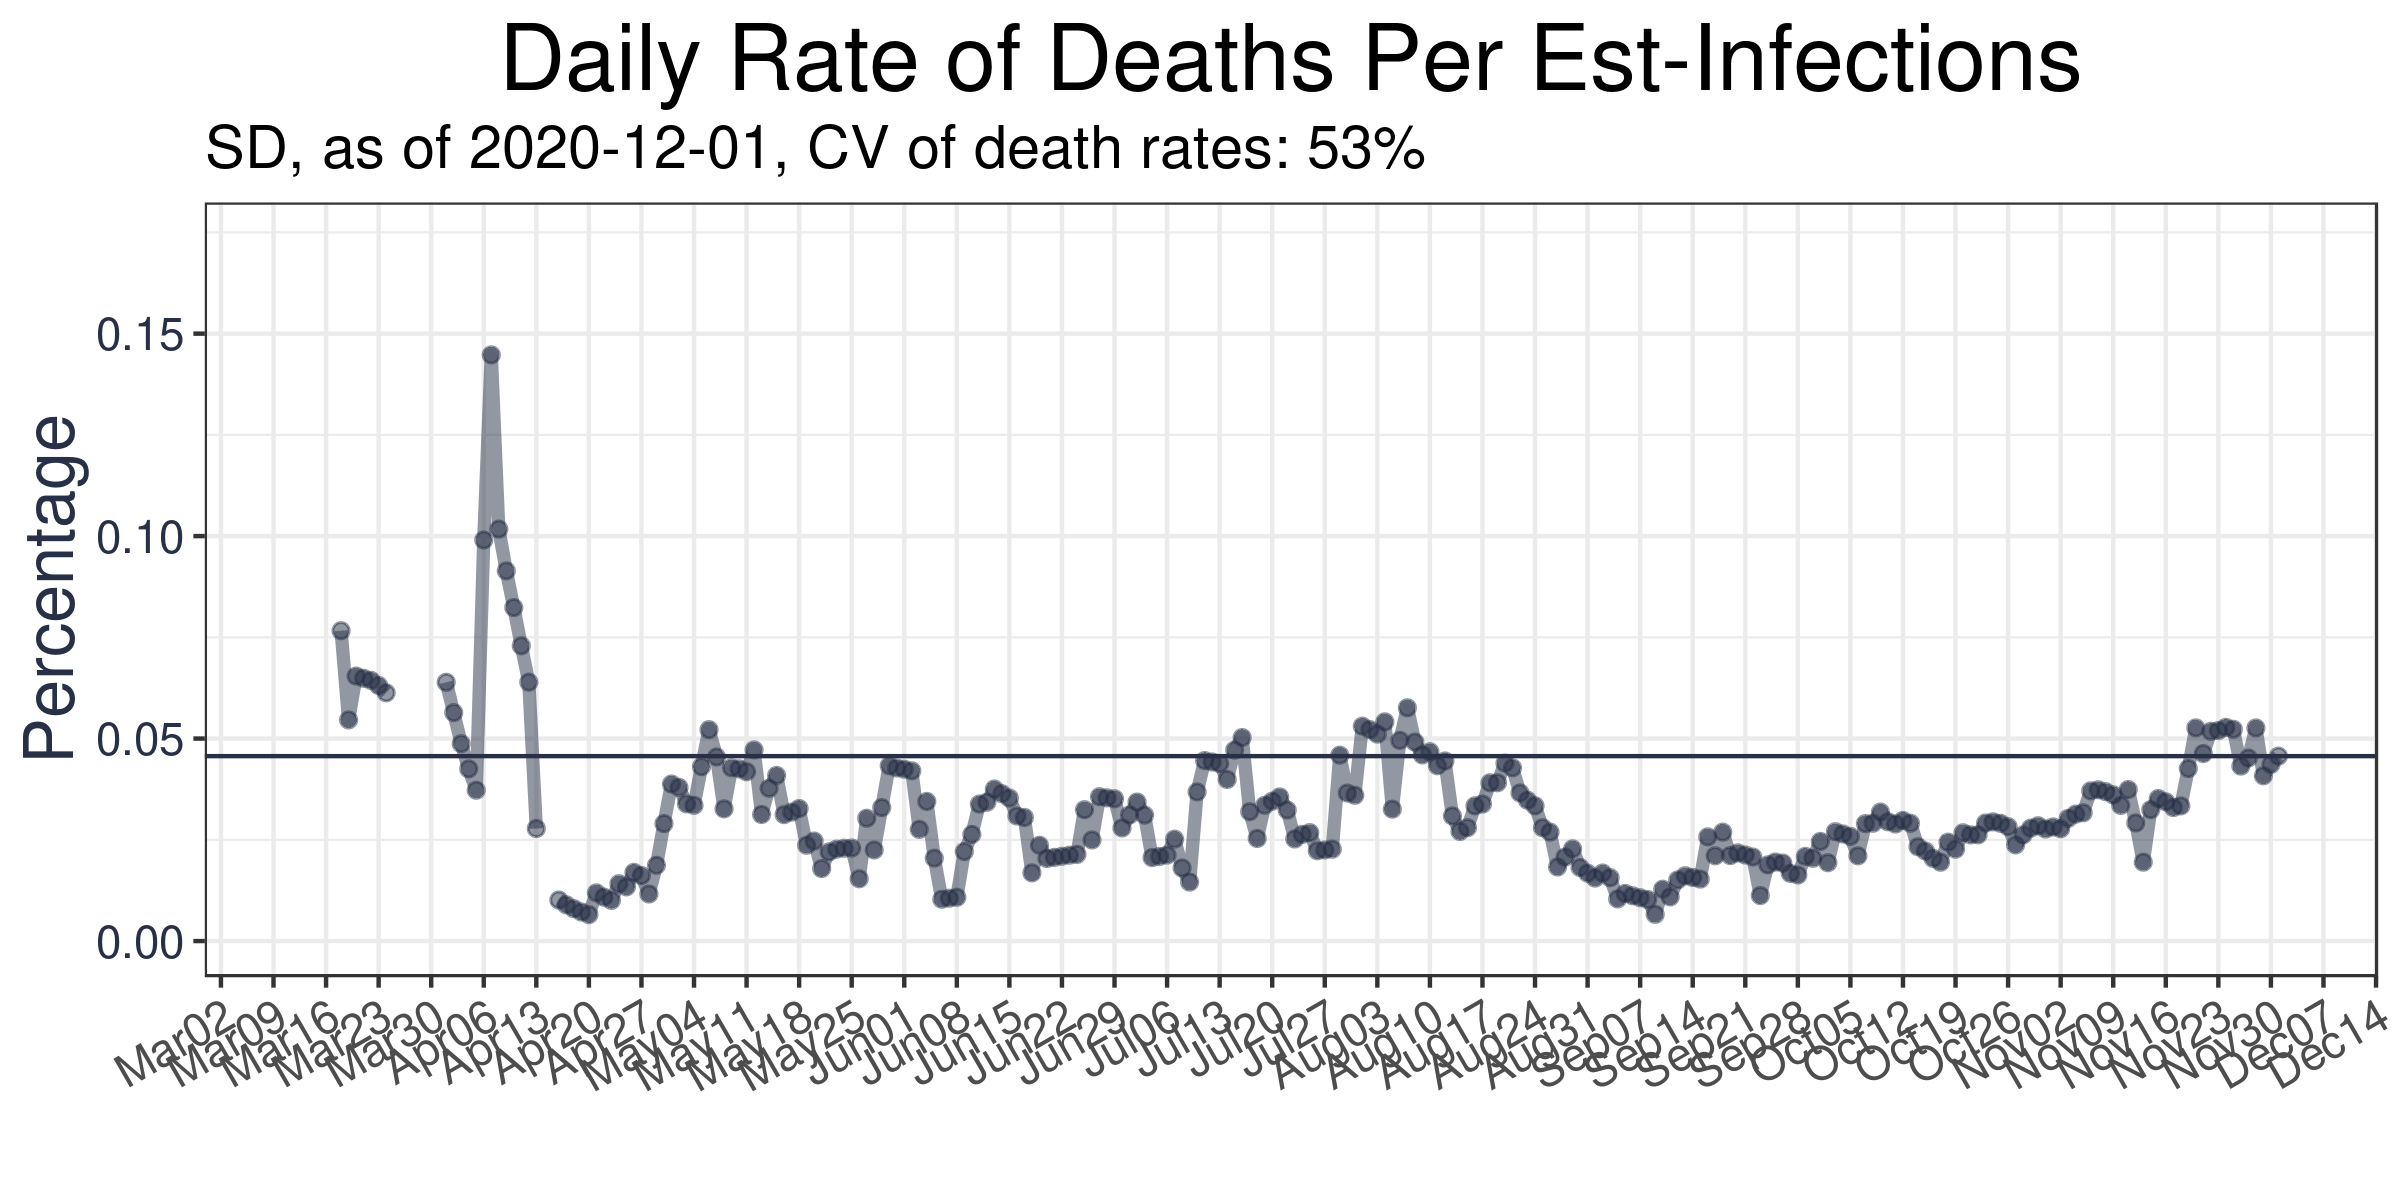 Daily Rate of Deaths Per Est-Infections
SD, as of 2020-12-01, CV of death rates: 53%
Percentage
0.15
0.10
0.05
0.00
Mar02
Mar09
Mar16
Mar23
Mar30
Apr06
Apr13
Apr20
Apr27
May04
May11
May18
May25
Jun01
Jun08
Jun15
Jun22
Jun29
Jul06
Jul13
Jul20
Jul27
Aug03
Aug10
Aug17
Aug24
Aug31
Sep07
Sep14
Sep21
Sep28
Oct05
Oct12
Oct19
Oct26
Nov02
Nov09
Nov16
Nov23
Nov30
Dec07
Dec14